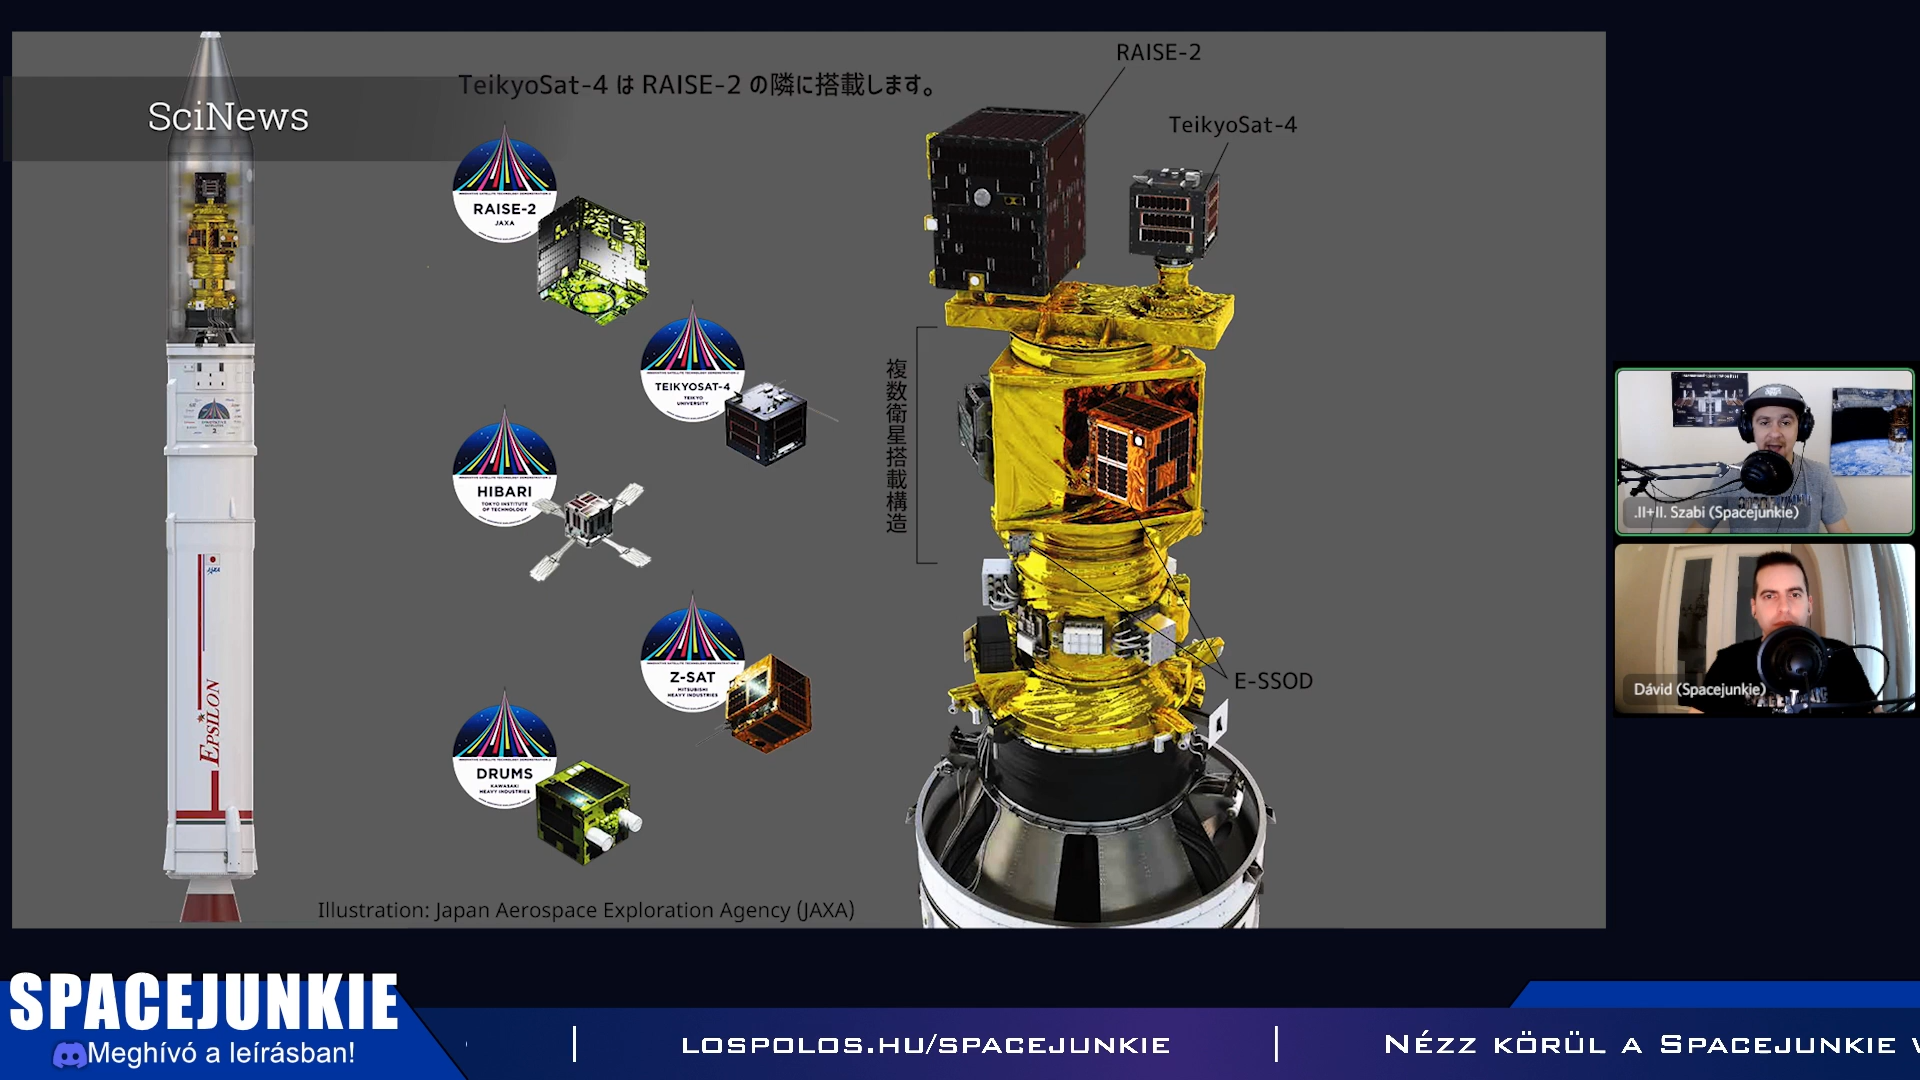 SciNews
TeikyoSat-4 は RAISE-2 の隣に搭載します。
RAISE-2
TeikyoSat-4
RAISE-2
JAXA
TEIKYOSAT-4
TEIKYO
UNIVERSITY
HIBARI
TOKYO INSTITUTE
OF TECHNOLOGY
Z-SAT
MITSUBISHI
HEAVY INDUSTRIES
DRUMS
KAWASAKI
HEAVY INDUSTRIES
複数衛星搭載構造
E-SSOD
EPSILON
Illustration: Japan Aerospace Exploration Agency (JAXA)
.II+II. Szabi (Spacejunkie)
Dávid (Spacejunkie)
SPACEJUNKIE
Meghívó a leírásban!
| LOSPOLOS.HU/SPACEJUNKIE | NÉZZ KÖRÜL A SPACEJUNKIE